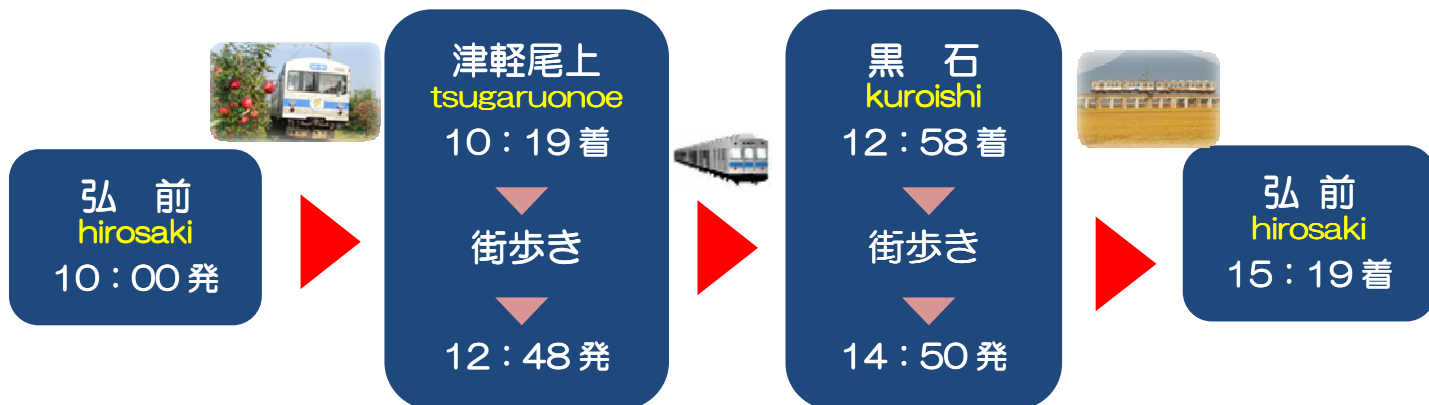 弘　前
hirosaki
10：00発
津軽尾上
tsugaruonoe
10：19着
街歩き
12：48発
黒　石
kuroishi
12：58着
街歩き
14：50発
弘 前
hirosaki
15：19着